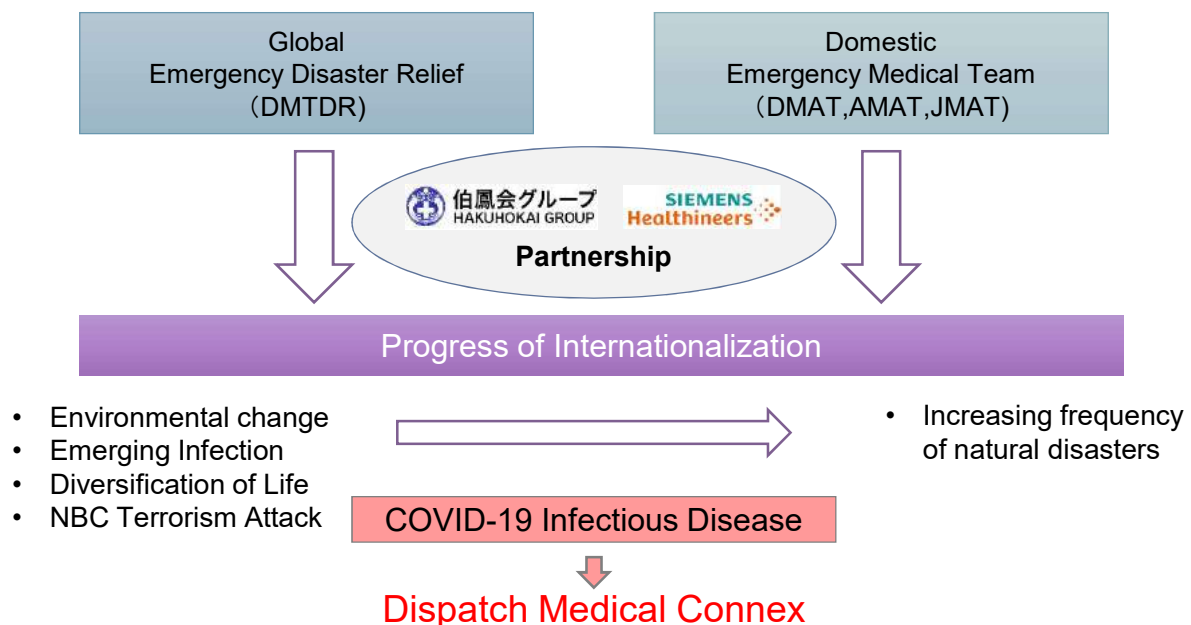 Global
Emergency Disaster Relief
（DMTDR)
Domestic
Emergency Medical Team
（DMAT,AMAT,JMAT)
伯鳳会グループ
HAKUHOKAI GROUP
SIEMENS
Healthineers
Partnership
Progress of Internationalization
• Environmental change
• Emerging Infection
• Diversification of Life
• NBC Terrorism Attack
• Increasing frequency
of natural disasters
COVID-19 Infectious Disease
Dispatch Medical Connex